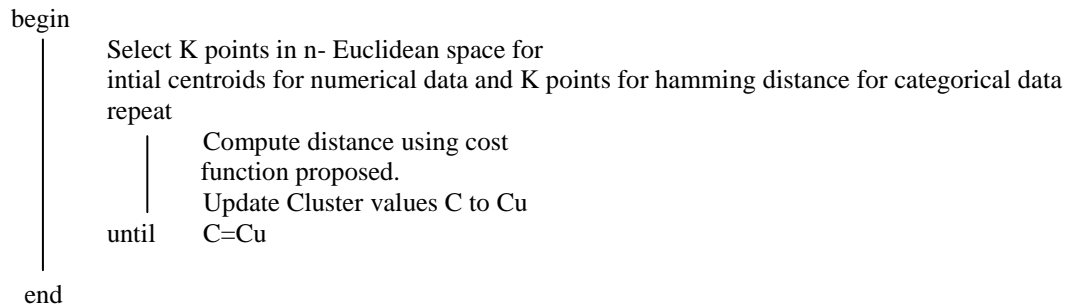 begin
Select K points in n- Euclidean space for
intial centroids for numerical data and K points for hamming distance for categorical data
repeat
Compute distance using cost
function proposed.
Update Cluster values C to Cu
until C=Cu
end